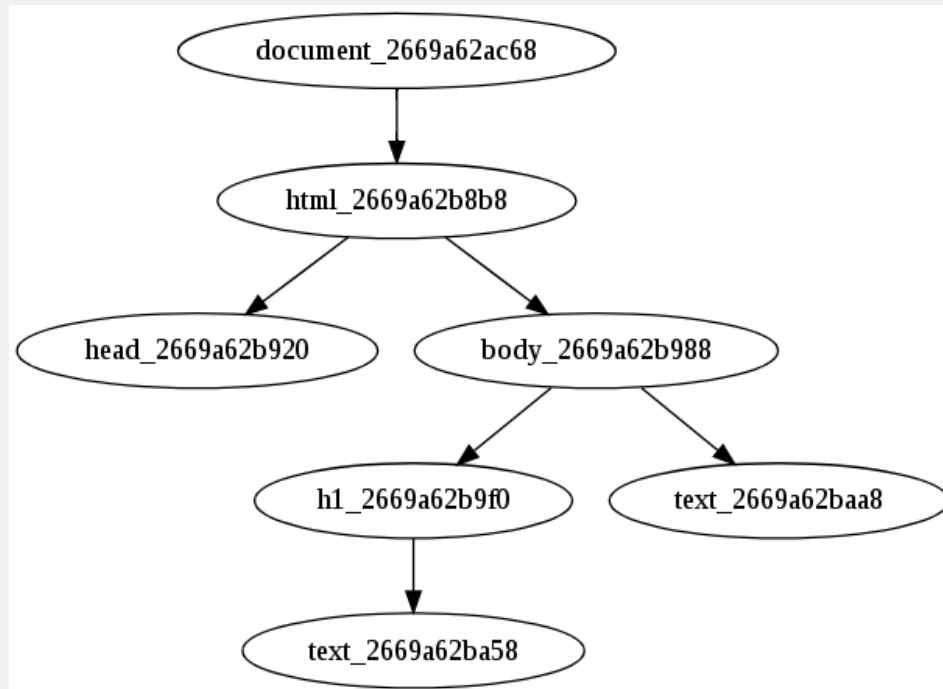 document_2669a62ac68
html_2669a62b8b8
head_2669a62b920
body_2669a62b988
h1_2669a62b9f0
text_2669a62baa8
text_2669a62ba58